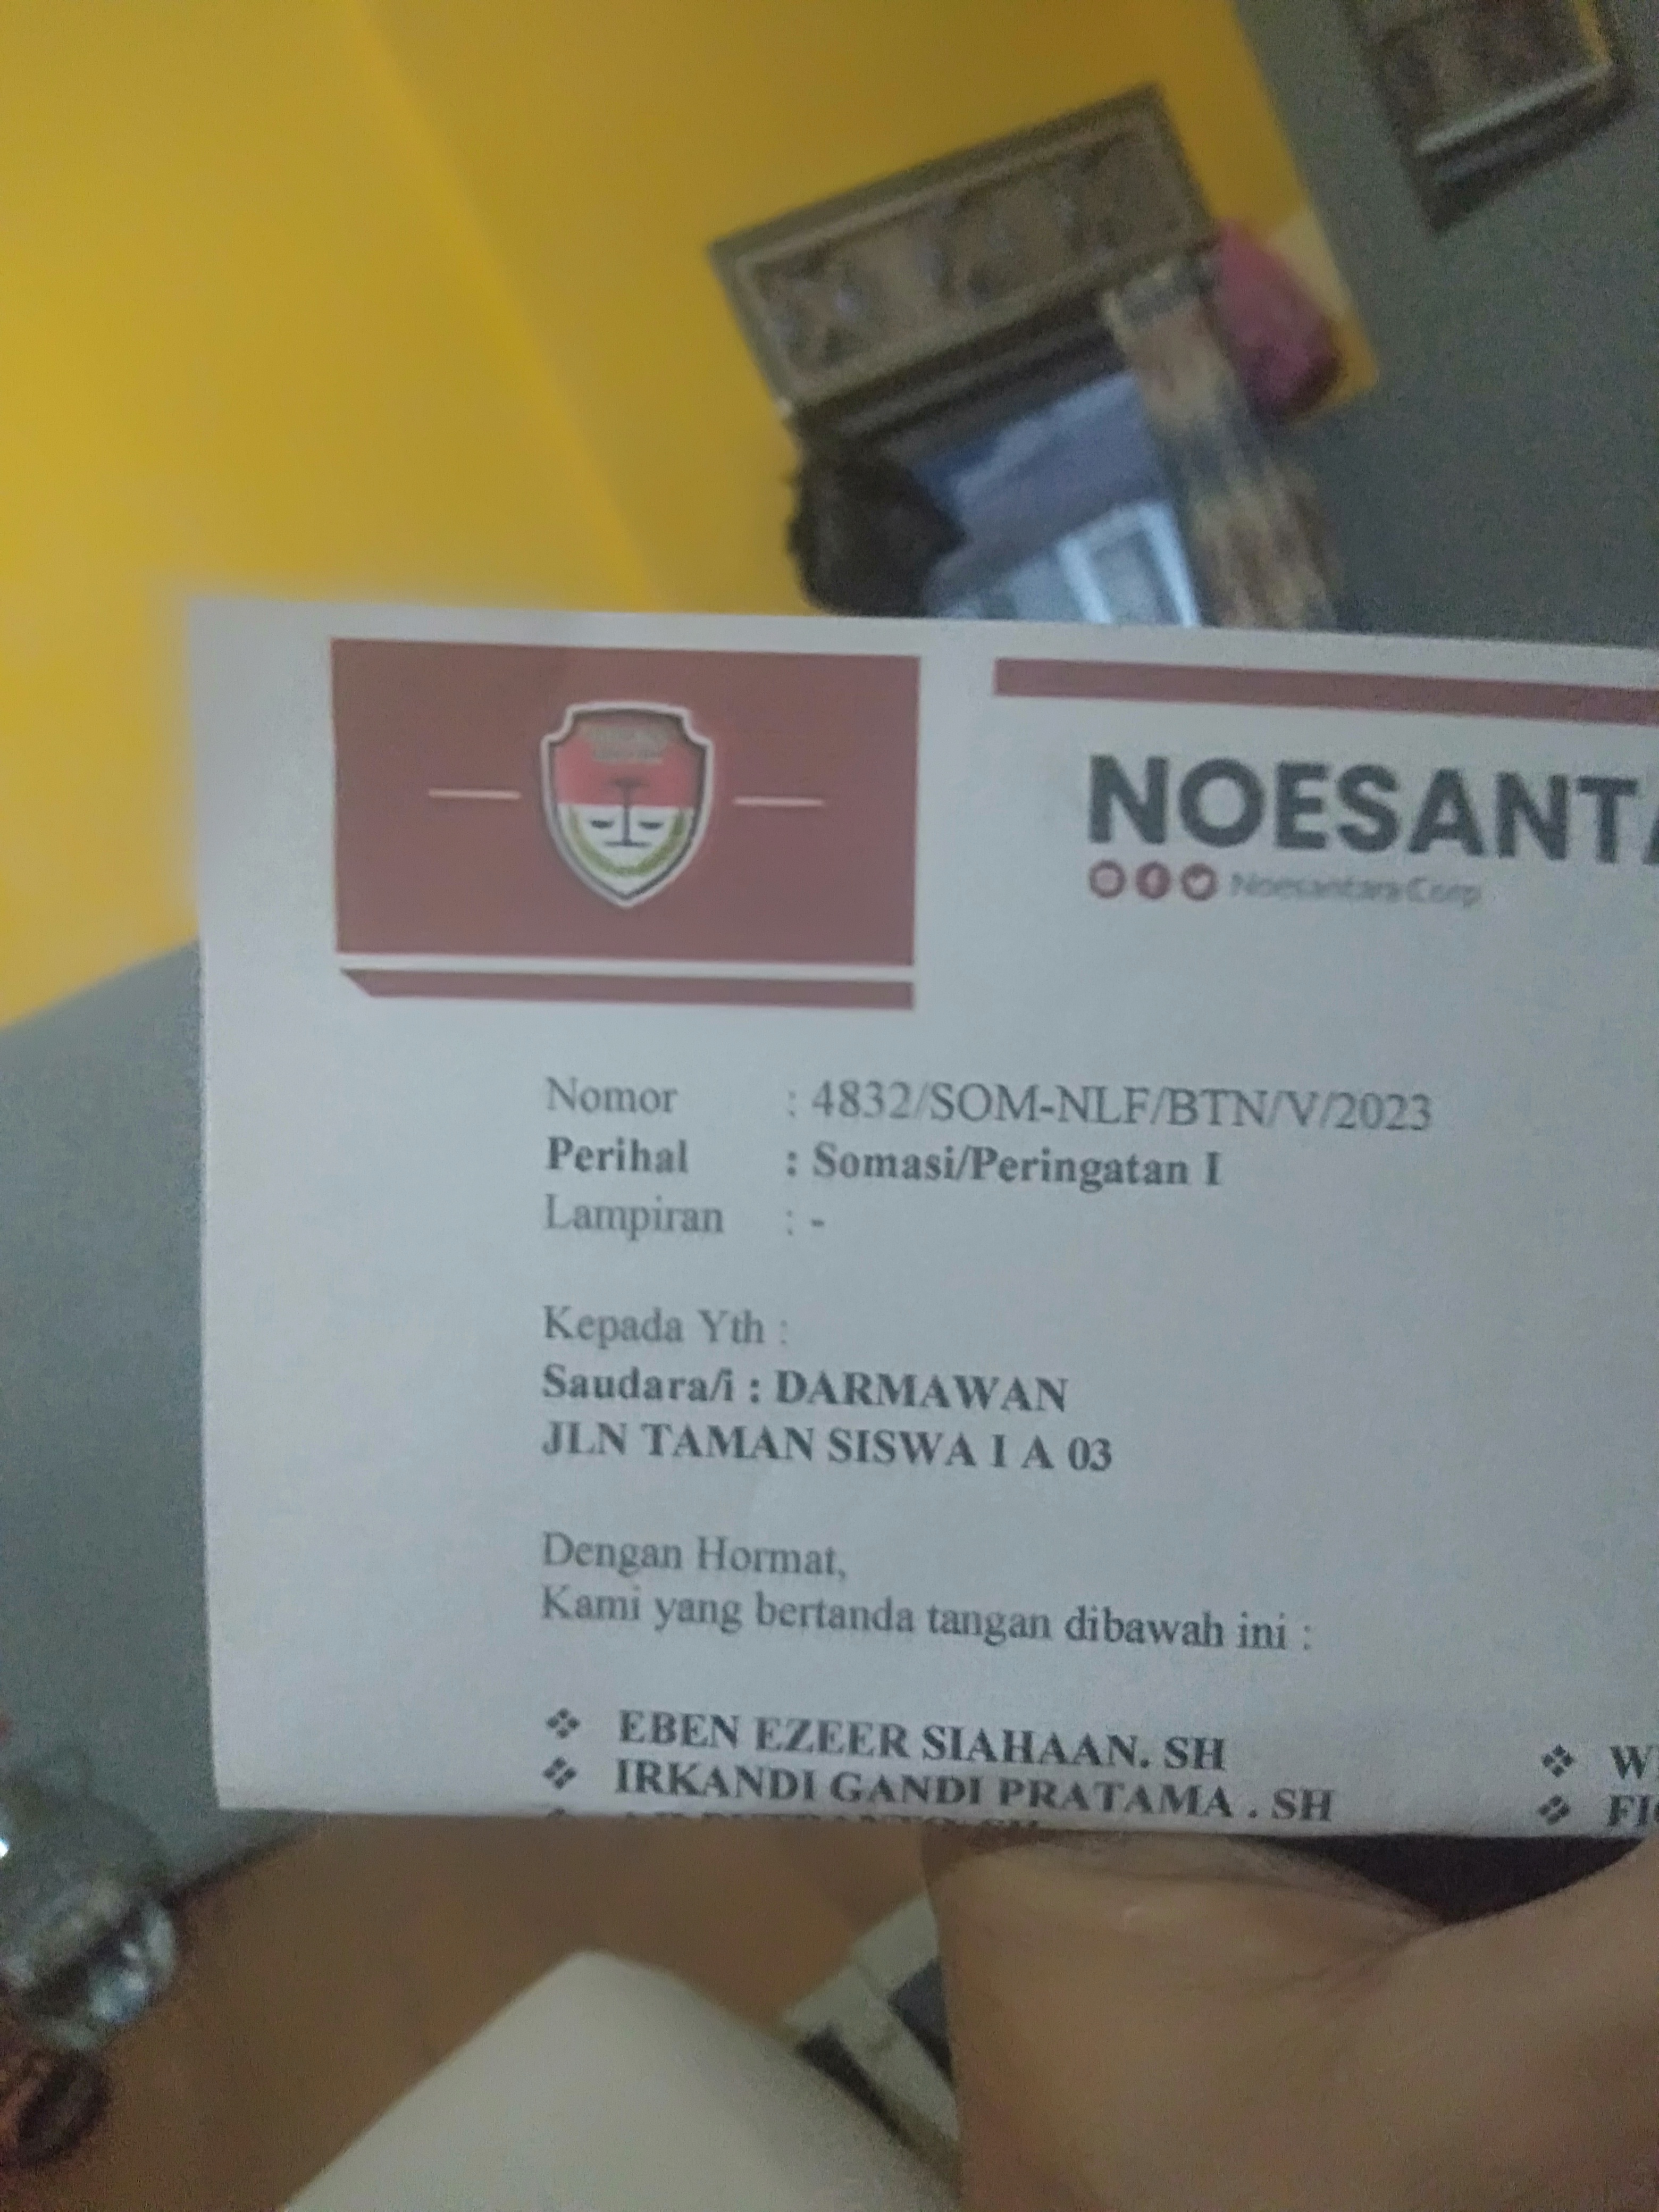 NOESANTA
Noesantara Corp
Nomor : 4832/SOM-NLF/BTN/V/2023
Perihal : Somasi/Peringatan I
Lampiran : -
Kepada Yth :
Saudara/i : DARMAWAN
JLN TAMAN SISWA I A 03
Dengan Hormat,
Kami yang bertanda tangan dibawah ini :
❖ EBEN EZEER SIAHAAN. SH ❖
❖ IRKANDI GANDI PRATAMA . SH ❖